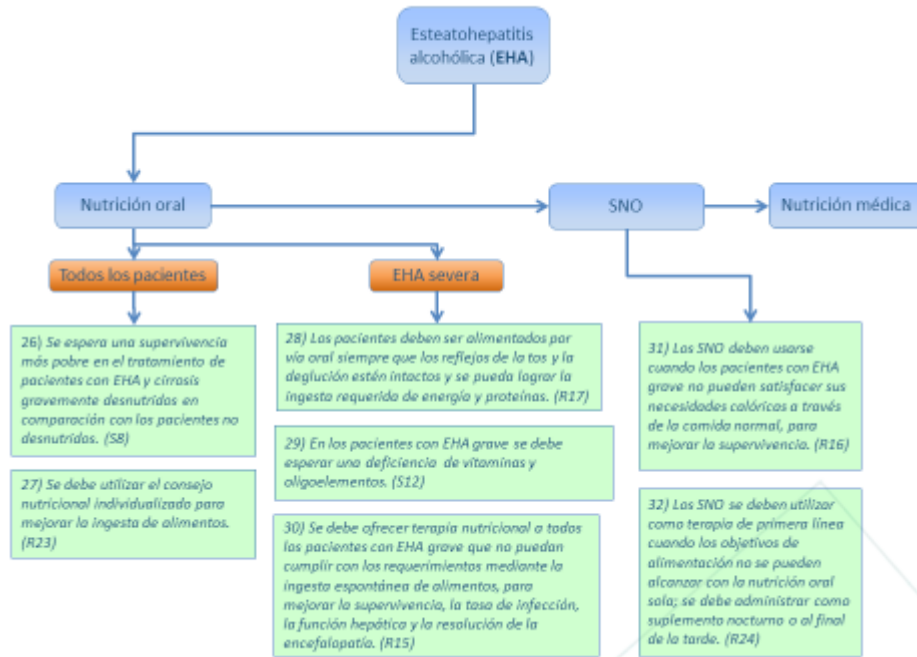 Esteatohepatitis
alcohólica (EHA)
Nutrición oral
SNO
Nutrición médica
Todos los pacientes
EHA severa
26) Se espera una supervivencia
más pobre en el tratamiento de
pacientes con EHA y cirrosis
gravemente desnutridos en
comparación con los pacientes no
desnutridos. (S8)
27) Se debe utilizar el consejo
nutricional individualizado para
mejorar la ingesta de alimentos.
(R23)
28) Los pacientes deben ser alimentados por
vía oral siempre que los reflejos de la tos y la
deglución estén intactos y se pueda lograr la
ingesta requerida de energía y proteínas. (R17)
29) En los pacientes con EHA grave se debe
esperar una deficiencia de vitaminas y
oligoelementos. (S12)
30) Se debe ofrecer terapia nutricional a todos
los pacientes con EHA grave que no puedan
cumplir con los requerimientos mediante la
ingesta espontánea de alimentos, para
mejorar la supervivencia, la tasa de infección,
la función hepática y la resolución de la
encefalopatía. (R15)
31) Los SNO deben usarse
cuando los pacientes con EHA
grave no pueden satisfacer sus
necesidades calóricas a través
de la comida normal, para
mejorar la supervivencia. (R16)
32) Los SNO se deben utilizar
como terapia de primera línea
cuando los objetivos de
alimentación no se pueden
alcanzar con la nutrición oral
sola; se debe administrar como
suplemento nocturno o al final
de la tarde. (R24)